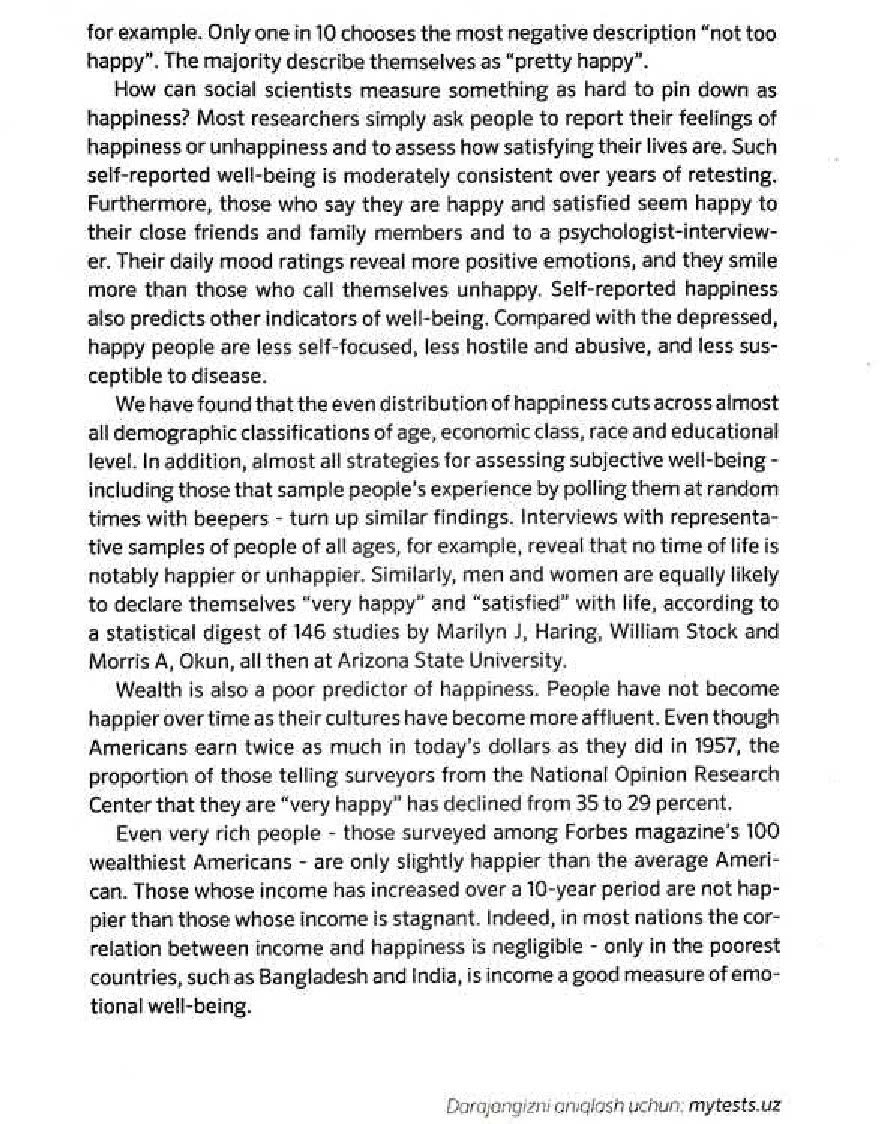 for example. Only one in 10 chooses the most negative description "not too
happy". The majority describe themselves as "pretty happy".
How can social scientists measure something as hard to pin down as
happiness? Most researchers simply ask people to report their feelings of
happiness or unhappiness and to assess how satisfying their lives are. Such
self-reported well-being is moderately consistent over years of retesting.
Furthermore, those who say they are happy and satisfied seem happy to
their close friends and family members and to a psychologist-interview-
er. Their daily mood ratings reveal more positive emotions, and they smile
more than those who call themselves unhappy. Self-reported happiness
also predicts other indicators of well-being. Compared with the depressed,
happy people are less self-focused, less hostile and abusive, and less sus-
ceptible to disease.
We have found that the even distribution of happiness cuts across almost
all demographic classifications of age, economic class, race and educational
level. In addition, almost all strategies for assessing subjective well-being -
including those that sample people's experience by polling them at random
times with beepers - turn up similar findings. Interviews with representa-
tive samples of people of all ages, for example, reveal that no time of life is
notably happier or unhappier. Similarly, men and women are equally likely
to declare themselves "very happy" and "satisfied" with life, according to
a statistical digest of 146 studies by Marilyn J, Haring, William Stock and
Morris A, Okun, all then at Arizona State University.
Wealth is also a poor predictor of happiness. People have not become
happier over time as their cultures have become more affluent. Even though
Americans earn twice as much in today's dollars as they did in 1957, the
proportion of those telling surveyors from the National Opinion Research
Center that they are "very happy" has declined from 35 to 29 percent.
Even very rich people - those surveyed among Forbes magazine's 100
wealthiest Americans - are only slightly happier than the average Ameri-
can. Those whose income has increased over a 10-year period are not hap-
pier than those whose income is stagnant. Indeed, in most nations the cor-
relation between income and happiness is negligible - only in the poorest
countries, such as Bangladesh and India, is income a good measure of emo-
tional well-being.
Darajangizni aniqlash uchun: mytests.uz